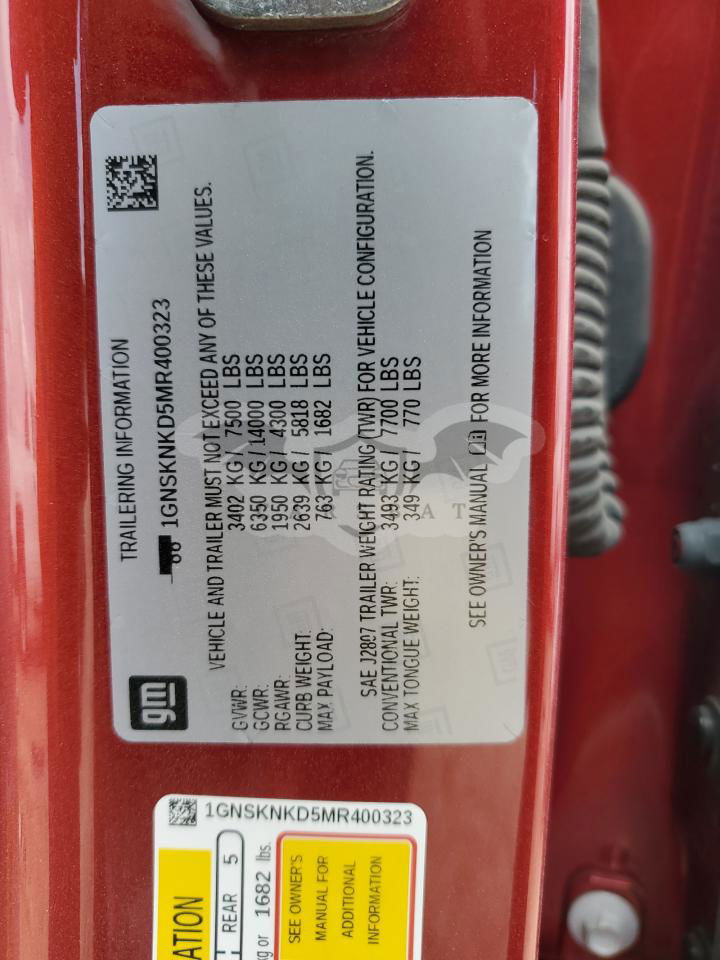 TRAILERING INFORMATION
1GNSKNKD5MR400323
gm
VEHICLE AND TRAILER MUST NOT EXCEED ANY OF THESE VALUES.
GVWR: 3402 KG / 7500 LBS
GCWR: 6350 KG / 14000 LBS
RGAWR: 1950 KG / 4300 LBS
CURB WEIGHT: 2639 KG / 5818 LBS
MAX PAYLOAD: 763 KG / 1682 LBS
SAE J2807 TRAILER WEIGHT RATING (TWR) FOR VEHICLE CONFIGURATION.
CONVENTIONAL TWR: 3493 KG / 7700 LBS
MAX TONGUE WEIGHT: 349 KG / 770 LBS
SEE OWNER'S MANUAL FOR MORE INFORMATION
1GNSKNKD5MR400323
REAR 5
kg or 1682 lbs.
SEE OWNER'S
MANUAL FOR
ADDITIONAL
INFORMATION